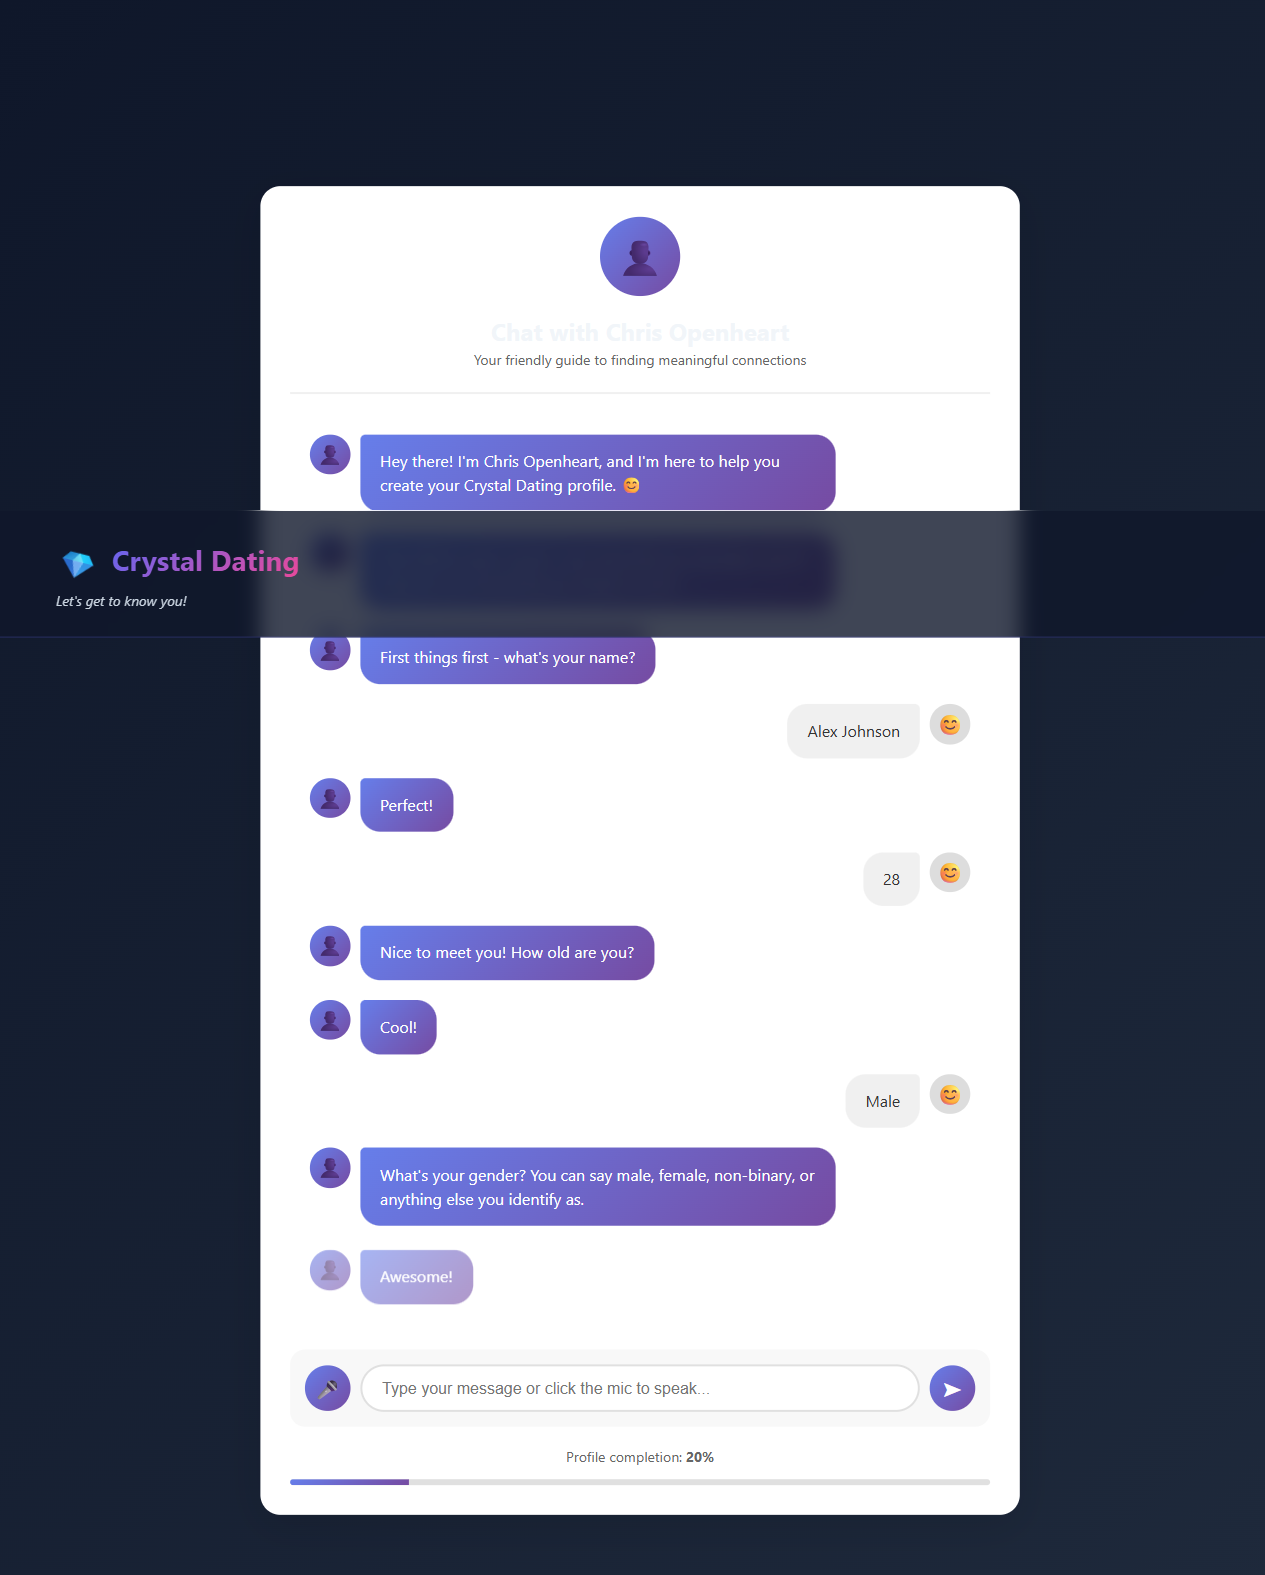 Chat with Chris Openheart
Your friendly guide to finding meaningful connections
Hey there! I'm Chris Openheart, and I'm here to help you
create your Crystal Dating profile. 😊
Crystal Dating
Let's get to know you!
First things first - what's your name?
Alex Johnson
Perfect!
28
Nice to meet you! How old are you?
Cool!
Male
What's your gender? You can say male, female, non-binary, or
anything else you identify as.
Awesome!
Type your message or click the mic to speak...
Profile completion: 20%